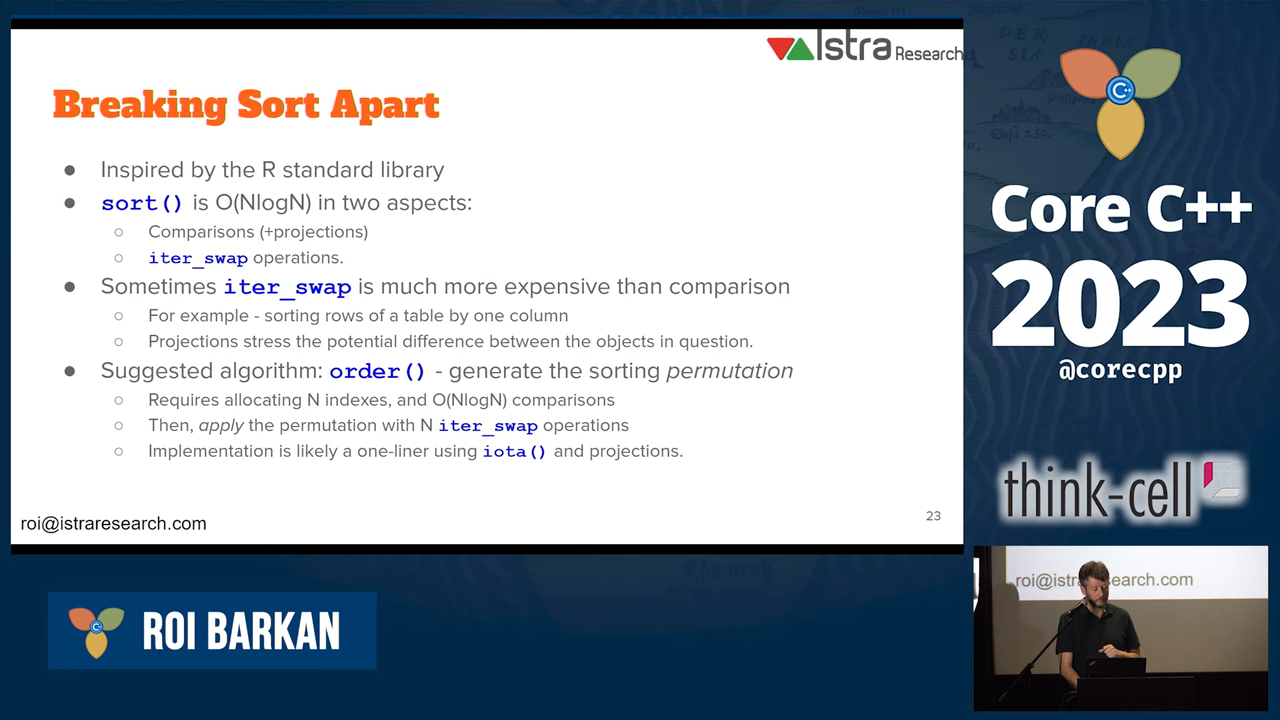 Istra Research
Breaking Sort Apart
● Inspired by the R standard library
● sort() is O(NlogN) in two aspects:
○ Comparisons (+projections)
○ iter_swap operations.
● Sometimes iter_swap is much more expensive than comparison
○ For example - sorting rows of a table by one column
○ Projections stress the potential difference between the objects in question.
● Suggested algorithm: order() - generate the sorting permutation
○ Requires allocating N indexes, and O(NlogN) comparisons
○ Then, apply the permutation with N iter_swap operations
○ Implementation is likely a one-liner using iota() and projections.
roi@istraresearch.com
23
C++
Core C++
2023
@corecpp
think-cell
roi@istraresearch.com
C++
ROI BARKAN